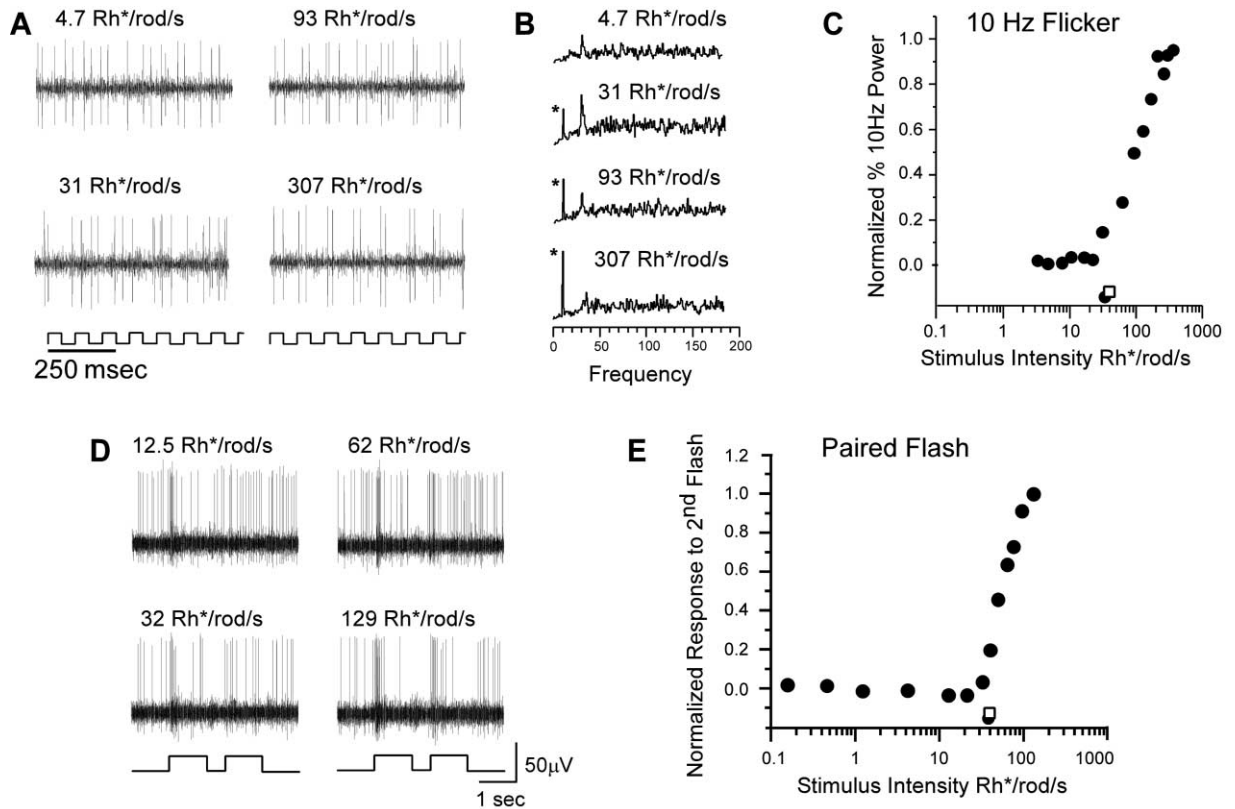 A
4.7 Rh*/rod/s
93 Rh*/rod/s
31 Rh*/rod/s
307 Rh*/rod/s
250 msec
B
4.7 Rh*/rod/s
31 Rh*/rod/s
*
93 Rh*/rod/s
*
307 Rh*/rod/s
*
0 50 100 150 200
Frequency
C
10 Hz Flicker
Normalized % 10Hz Power
1.0
0.8
0.6
0.4
0.2
0.0
0.1 1 10 100 1000
Stimulus Intensity Rh*/rod/s
D
12.5 Rh*/rod/s
62 Rh*/rod/s
32 Rh*/rod/s
129 Rh*/rod/s
50µV
1 sec
E
Paired Flash
Normalized Response to 2nd Flash
1.2
1.0
0.8
0.6
0.4
0.2
0.0
0.1 1 10 100 1000
Stimulus Intensity Rh*/rod/s